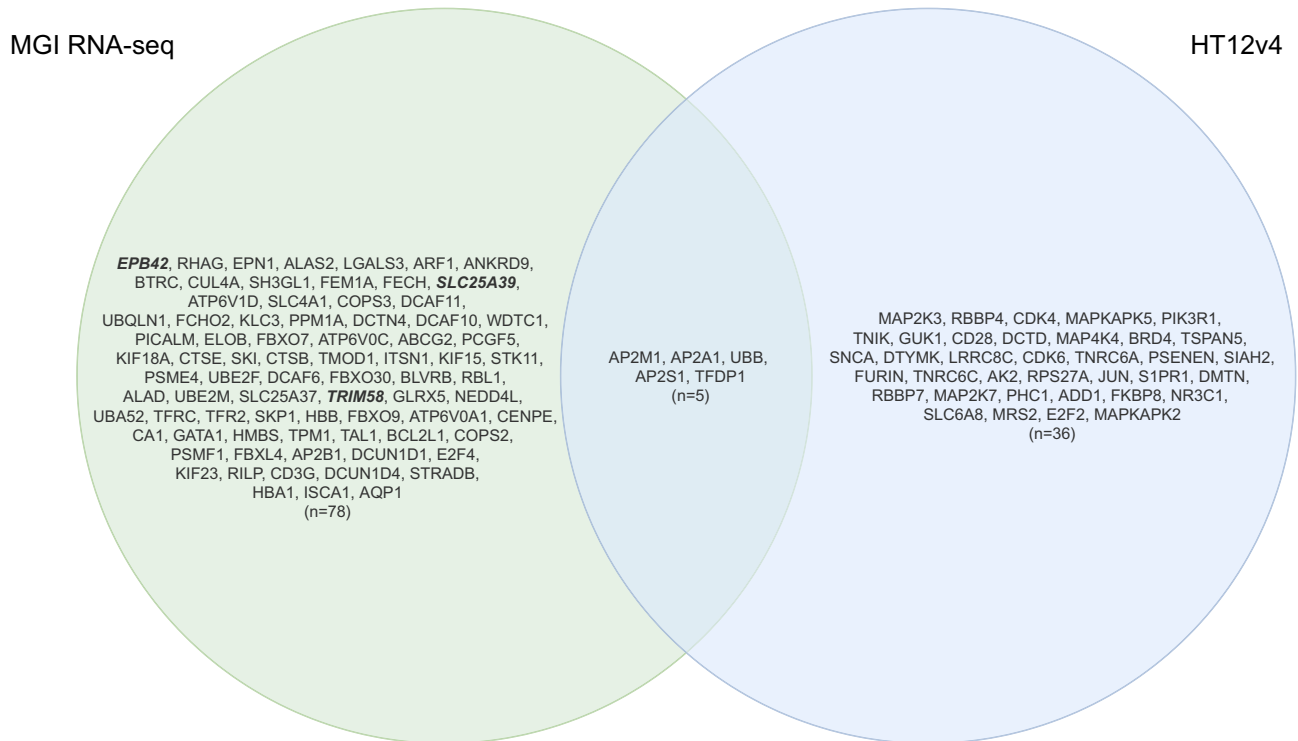 MGI RNA-seq
HT12v4
EPB42, RHAG, EPN1, ALAS2, LGALS3, ARF1, ANKRD9,
BTRC, CUL4A, SH3GL1, FEM1A, FECH, SLC25A39,
ATP6V1D, SLC4A1, COPS3, DCAF11,
UBQLN1, FCHO2, KLC3, PPM1A, DCTN4, DCAF10, WDTC1,
PICALM, ELOB, FBXO7, ATP6V0C, ABCG2, PCGF5,
KIF18A, CTSE, SKI, CTSB, TMOD1, ITSN1, KIF15, STK11,
PSME4, UBE2F, DCAF6, FBXO30, BLVRB, RBL1,
ALAD, UBE2M, SLC25A37, TRIM58, GLRX5, NEDD4L,
UBA52, TFRC, TFR2, SKP1, HBB, FBXO9, ATP6V0A1, CENPE,
CA1, GATA1, HMBS, TPM1, TAL1, BCL2L1, COPS2,
PSMF1, FBXL4, AP2B1, DCUN1D1, E2F4,
KIF23, RILP, CD3G, DCUN1D4, STRADB,
HBA1, ISCA1, AQP1
(n=78)
AP2M1, AP2A1, UBB,
AP2S1, TFDP1
(n=5)
MAP2K3, RBBP4, CDK4, MAPKAPK5, PIK3R1,
TNIK, GUK1, CD28, DCTD, MAP4K4, BRD4, TSPAN5,
SNCA, DTYMK, LRRC8C, CDK6, TNRC6A, PSENEN, SIAH2,
FURIN, TNRC6C, AK2, RPS27A, JUN, S1PR1, DMTN,
RBBP7, MAP2K7, PHC1, ADD1, FKBP8, NR3C1,
SLC6A8, MRS2, E2F2, MAPKAPK2
(n=36)